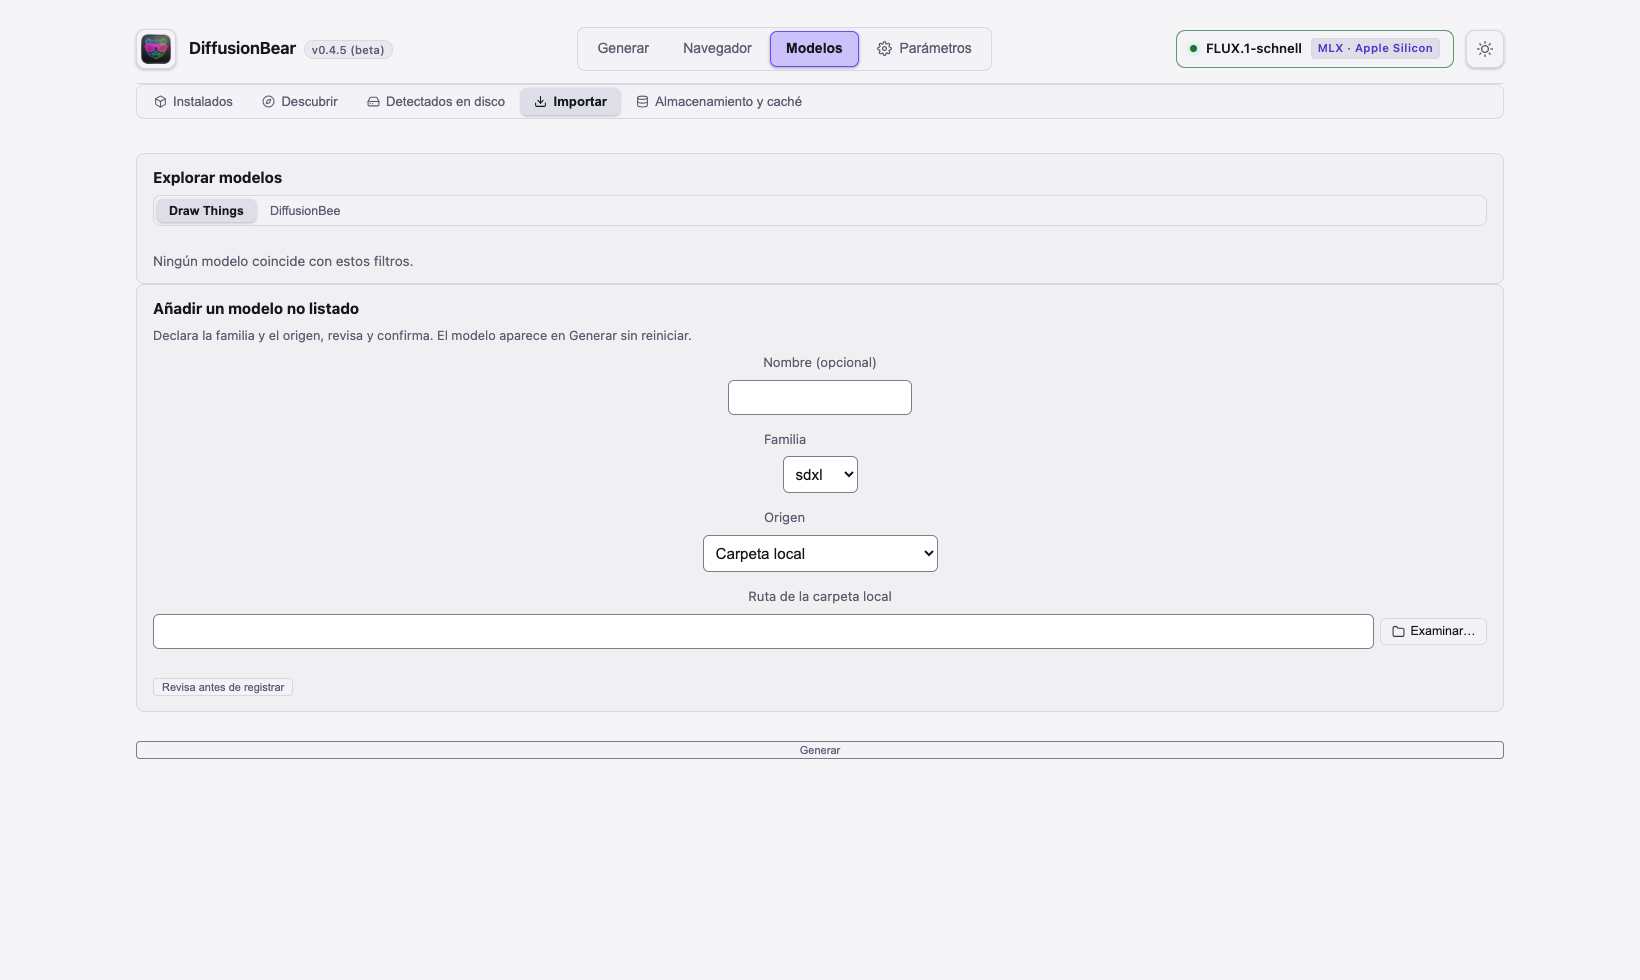 DiffusionBear v0.4.5 (beta)
Generar Navegador Modelos Parámetros
FLUX.1-schnell MLX · Apple Silicon
Instalados Descubrir Detectados en disco Importar Almacenamiento y caché
Explorar modelos
Draw Things DiffusionBee
Ningún modelo coincide con estos filtros.
Añadir un modelo no listado
Declara la familia y el origen, revisa y confirma. El modelo aparece en Generar sin reiniciar.
Nombre (opcional)
Familia
sdxl
Origen
Carpeta local
Ruta de la carpeta local
Examinar…
Revisa antes de registrar
Generar